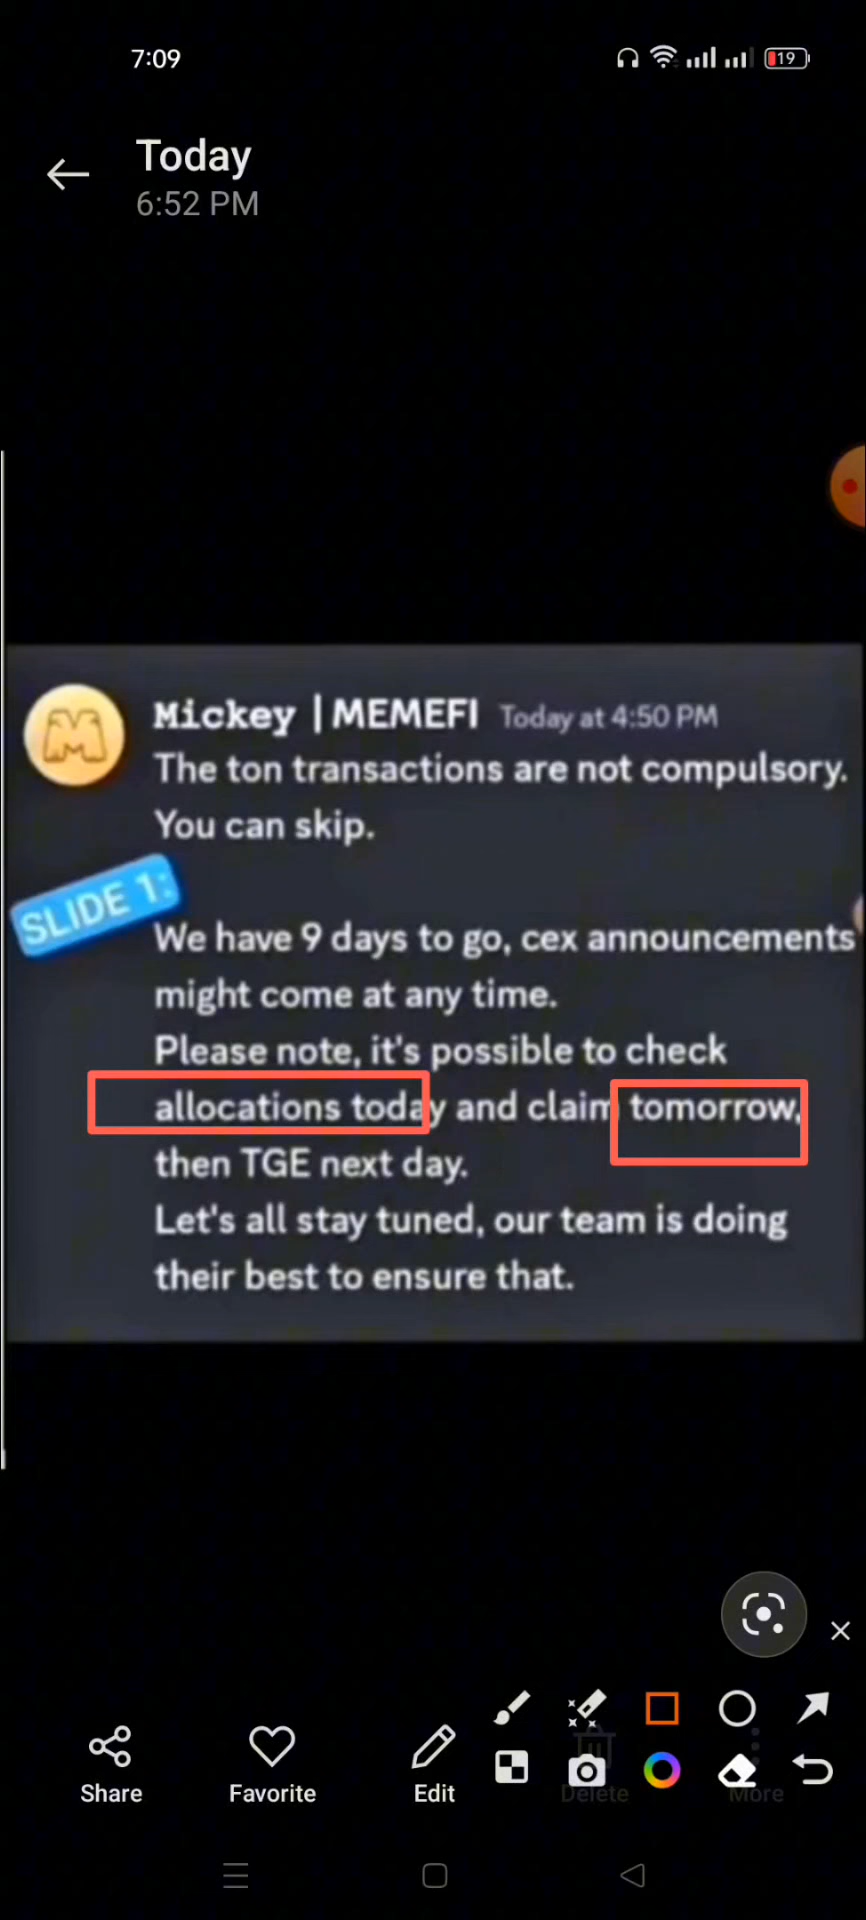 7:09
19
Today
6:52 PM
Mickey | MEMEFI Today at 4:50 PM
The ton transactions are not compulsory.
You can skip.
SLIDE 1:
We have 9 days to go, cex announcements
might come at any time.
Please note, it's possible to check
allocations today and claim tomorrow,
then TGE next day.
Let's all stay tuned, our team is doing
their best to ensure that.
Share
Favorite
Edit
Delete
More